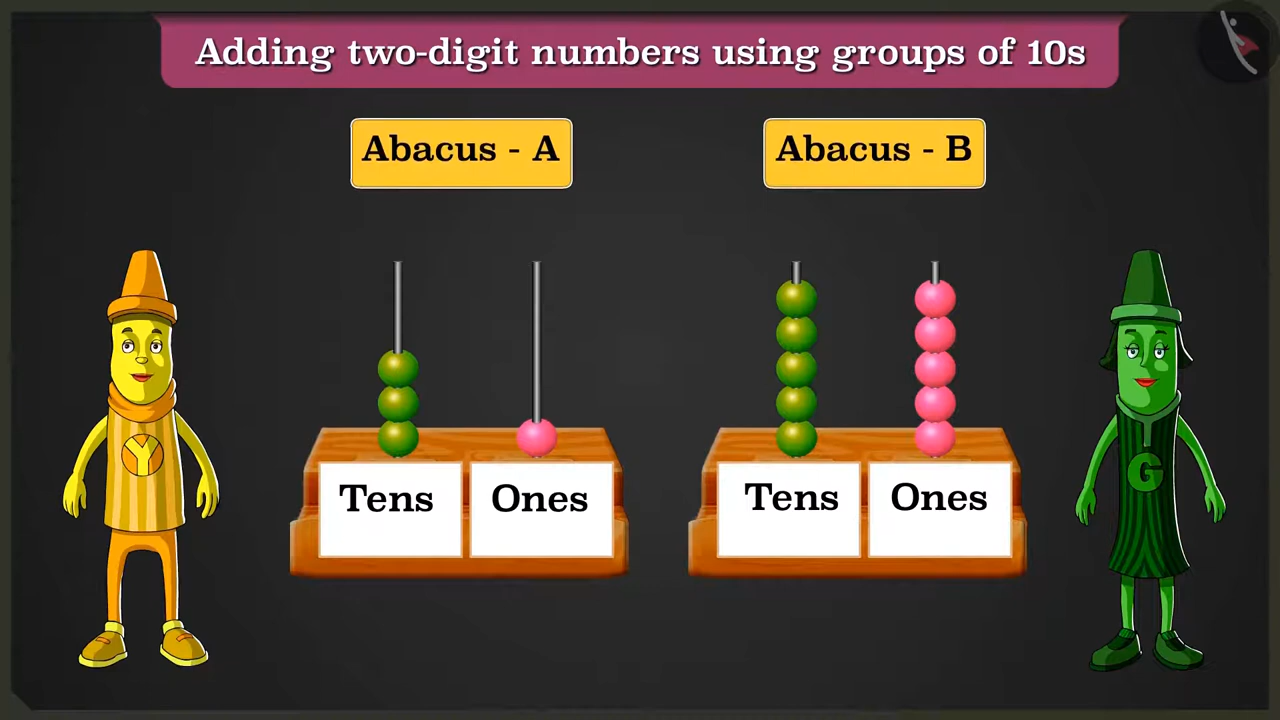 Adding two-digit numbers using groups of 10s
Abacus - A
Abacus - B
Y
G
Tens
Ones
Tens
Ones